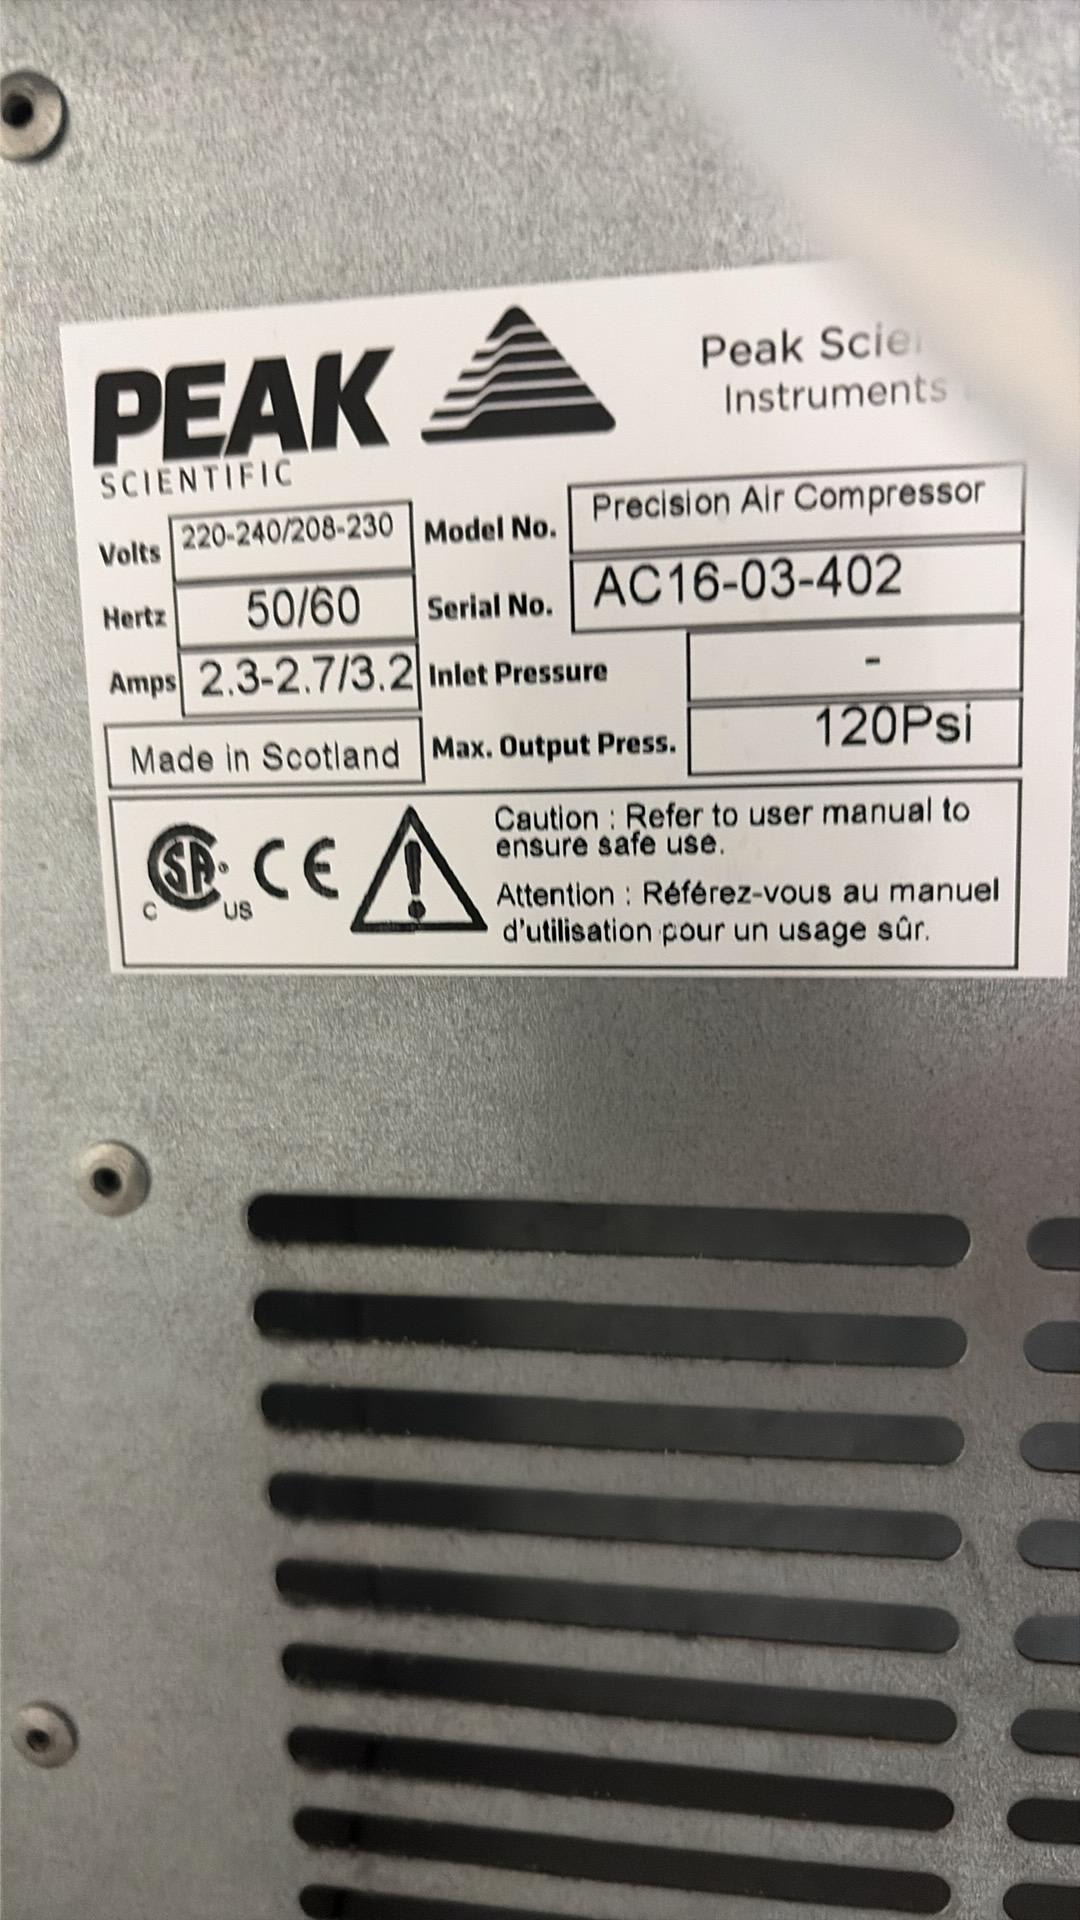 PEAK
SCIENTIFIC
Peak
Instruments
Volts 220-240/208-230
Hertz 50/60
Amps 2.3-2.7/3.2
Made in Scotland
Model No. Precision Air Compressor
Serial No. AC16-03-402
Inlet Pressure -
Max. Output Press. 120Psi
C SA US CE
Caution : Refer to user manual to
ensure safe use.
Attention : Référez-vous au manuel
d'utilisation pour un usage sûr.